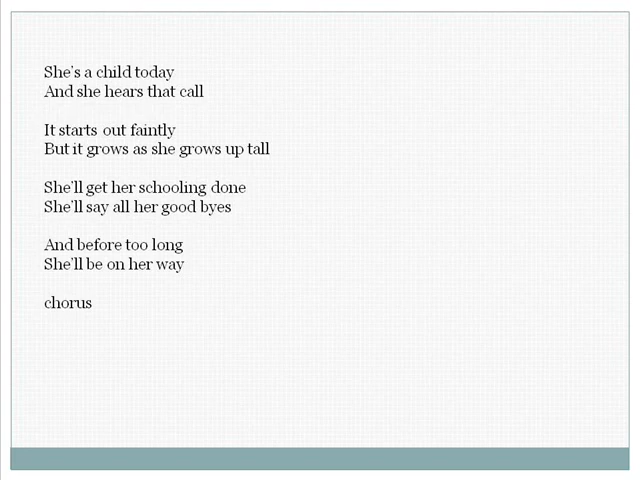 She's a child today
And she hears that call
It starts out faintly
But it grows as she grows up tall
She'll get her schooling done
She'll say all her good byes
And before too long
She'll be on her way
chorus